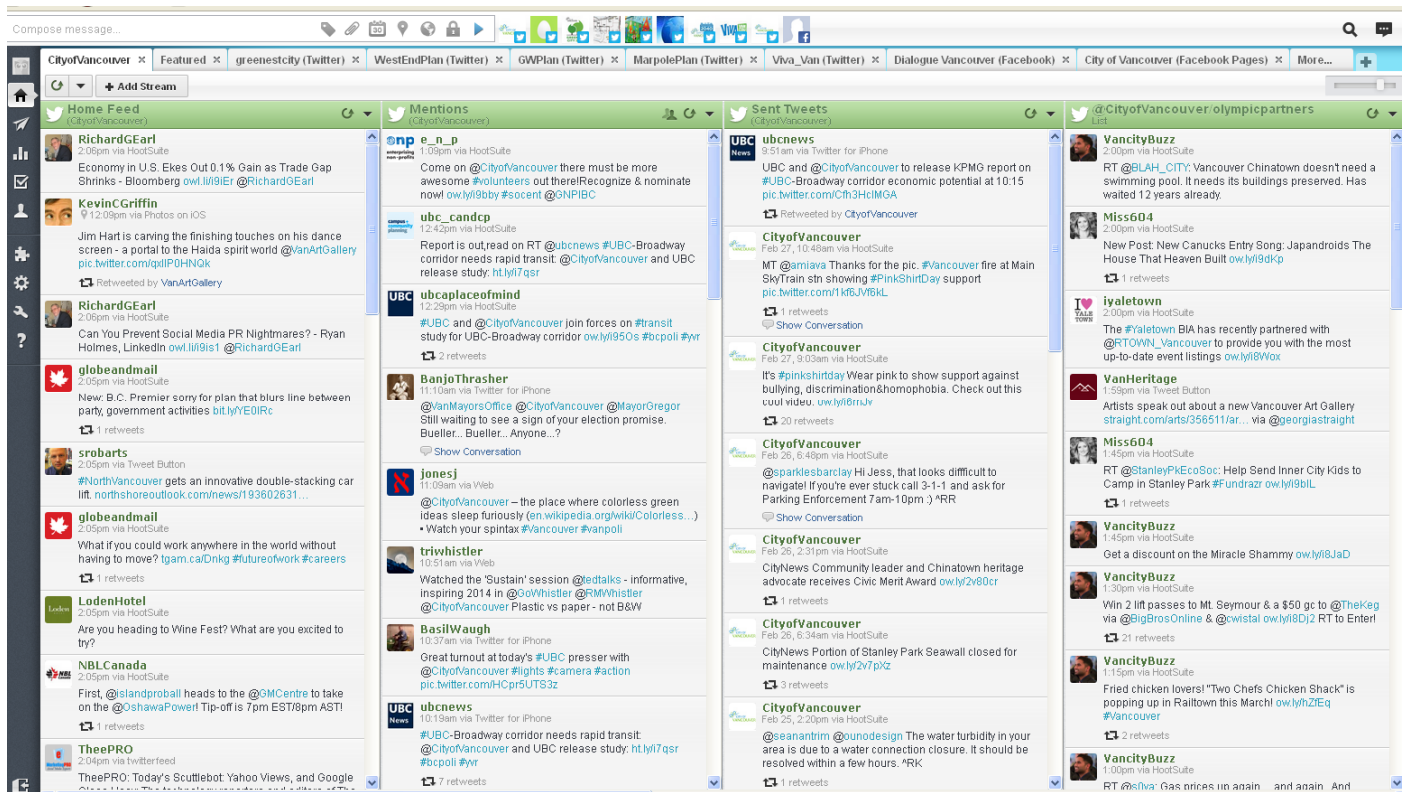 Compose message...
CityofVancouver × Featured × greenestcity (Twitter) × WestEndPlan (Twitter) × GWPlan (Twitter) × MarpolePlan (Twitter) × Viva_Van (Twitter) × Dialogue Vancouver (Facebook) × City of Vancouver (Facebook Pages) × More...
Add Stream
Home Feed
(CityofVancouver)
RichardGEarl
2:06pm via HootSuite
Economy in U.S. Ekes Out 0.1% Gain as Trade Gap
Shrinks - Bloomberg owl.li/i9iEr @RichardGEarl
KevinCGriffin
12:09pm via Photos on iOS
Jim Hart is carving the finishing touches on his dance
screen - a portal to the Haida spirit world @VanArtGallery
pic.twitter.com/qxlIP0HNQk
Retweeted by VanArtGallery
RichardGEarl
2:06pm via HootSuite
Can You Prevent Social Media PR Nightmares? - Ryan
Holmes, LinkedIn owl.li/i9is1 @RichardGEarl
globeandmail
2:05pm via HootSuite
New: B.C. Premier sorry for plan that blurs line between
party, government activities bit.ly/YE0IRc
1 retweets
srobarts
2:05pm via Tweet Button
#NorthVancouver gets an innovative double-stacking car
lift. northshoreoutlook.com/news/193602631...
globeandmail
2:05pm via HootSuite
What if you could work anywhere in the world without
having to move? tgam.ca/Dnkg #futureofwork #careers
1 retweets
LodenHotel
2:05pm via HootSuite
Are you heading to Wine Fest? What are you excited to
try?
NBLCanada
2:05pm via HootSuite
First, @islandproball heads to the @GMCentre to take
on the @OshawaPower! Tip-off is 7pm EST/8pm AST!
1 retweets
TheePRO
2:04pm via twitterfeed
TheePRO: Today's Scuttlebot: Yahoo Views, and Google
Mentions
(CityofVancouver)
enp
e_n_p
1:09pm via HootSuite
Come on @CityofVancouver there must be more
awesome #volunteers out there!Recognize & nominate
now! ow.ly/i9bby #socent @GNPIBC
ubc_candcp
12:42pm via HootSuite
Report is out,read on RT @ubcnews #UBC-Broadway
corridor needs rapid transit: @CityofVancouver and UBC
release study: ht.ly/i7qsr
UBC
ubcaplaceofmind
12:29pm via HootSuite
#UBC and @CityofVancouver join forces on #transit
study for UBC-Broadway corridor ow.ly/i95Os #bcpoli #yvr
2 retweets
BanjoThrasher
11:10am via Twitter for iPhone
@VanMayorsOffice @CityofVancouver @MayorGregor
Still waiting to see a sign of your election promise.
Bueller... Bueller... Anyone...?
Show Conversation
jonesj
11:09am via Web
@CityofVancouver – the place where colorless green
ideas sleep furiously (en.wikipedia.org/wiki/Colorless...)
• Watch your spintax #Vancouver #vanpoli
triwhistler
10:51am via Web
Watched the 'Sustain' session @tedtalks - informative,
inspiring 2014 in @GoWhistler @RMWhistler
@CityofVancouver Plastic vs paper - not B&W
BasilWaugh
10:37am via Twitter for iPhone
Great turnout at today's #UBC presser with
@CityofVancouver #lights #camera #action
pic.twitter.com/HCpr5UTS3z
UBC News
ubcnews
10:19am via Twitter for iPhone
#UBC-Broadway corridor needs rapid transit:
@CityofVancouver and UBC release study: ht.ly/i7qsr
#bcpoli #yvr
7 retweets
Sent Tweets
(CityofVancouver)
UBC News
ubcnews
9:51am via Twitter for iPhone
UBC and @CityofVancouver to release KPMG report on
#UBC-Broadway corridor economic potential at 10:15
pic.twitter.com/Cfh3HclMGA
Retweeted by CityofVancouver
CityofVancouver
Feb 27, 10:48am via HootSuite
MT @amiava Thanks for the pic. #Vancouver fire at Main
SkyTrain stn showing #PinkShirtDay support
pic.twitter.com/1kf6JVf6kL
1 retweets
Show Conversation
CityofVancouver
Feb 27, 9:03am via HootSuite
It's #pinkshirtday Wear pink to show support against
bullying, discrimination&homophobia. Check out this
cool video. ow.ly/i6mJv
20 retweets
CityofVancouver
Feb 26, 6:48pm via HootSuite
@sparklesbarclay Hi Jess, that looks difficult to
navigate! If you're ever stuck call 3-1-1 and ask for
Parking Enforcement 7am-10pm :) ^RR
Show Conversation
CityofVancouver
Feb 26, 2:31pm via HootSuite
CityNews Community leader and Chinatown heritage
advocate receives Civic Merit Award ow.ly/2v80cr
1 retweets
CityofVancouver
Feb 26, 6:34am via HootSuite
CityNews Portion of Stanley Park Seawall closed for
maintenance ow.ly/2v7pXz
3 retweets
CityofVancouver
Feb 25, 2:20pm via HootSuite
@seanantrim @ounodesign The water turbidity in your
area is due to a water connection closure. It should be
resolved within a few hours. ^RK
1 retweets
@CityofVancouver/olympicpartners
List
VancityBuzz
2:00pm via HootSuite
RT @BLAH_CITY: Vancouver Chinatown doesn't need a
swimming pool. It needs its buildings preserved. Has
waited 12 years already.
Miss604
2:00pm via HootSuite
New Post: New Canucks Entry Song: Japandroids The
House That Heaven Built ow.ly/i9dKp
1 retweets
I YALE TOWN
iyaletown
2:00pm via HootSuite
The #Yaletown BIA has recently partnered with
@RTOWN_Vancouver to provide you with the most
up-to-date event listings ow.ly/i8Wox
VanHeritage
1:59pm via Tweet Button
Artists speak out about a new Vancouver Art Gallery
straight.com/arts/356511/ar... via @georgiastraight
Miss604
1:45pm via HootSuite
RT @StanleyPkEcoSoc: Help Send Inner City Kids to
Camp in Stanley Park #Fundrazr ow.ly/i9bIL
1 retweets
VancityBuzz
1:45pm via HootSuite
Get a discount on the Miracle Shammy ow.ly/i8JaD
VancityBuzz
1:30pm via HootSuite
Win 2 lift passes to Mt. Seymour & a $50 gc to @TheKeg
via @BigBrosOnline & @cwistal ow.ly/i8Dj2 RT to Enter!
21 retweets
VancityBuzz
1:15pm via HootSuite
Fried chicken lovers! "Two Chefs Chicken Shack" is
popping up in Railtown this March! ow.ly/hZfEq
#Vancouver
2 retweets
VancityBuzz
1:00pm via HootSuite
RT @s0va: Gas prices up again... and again. And